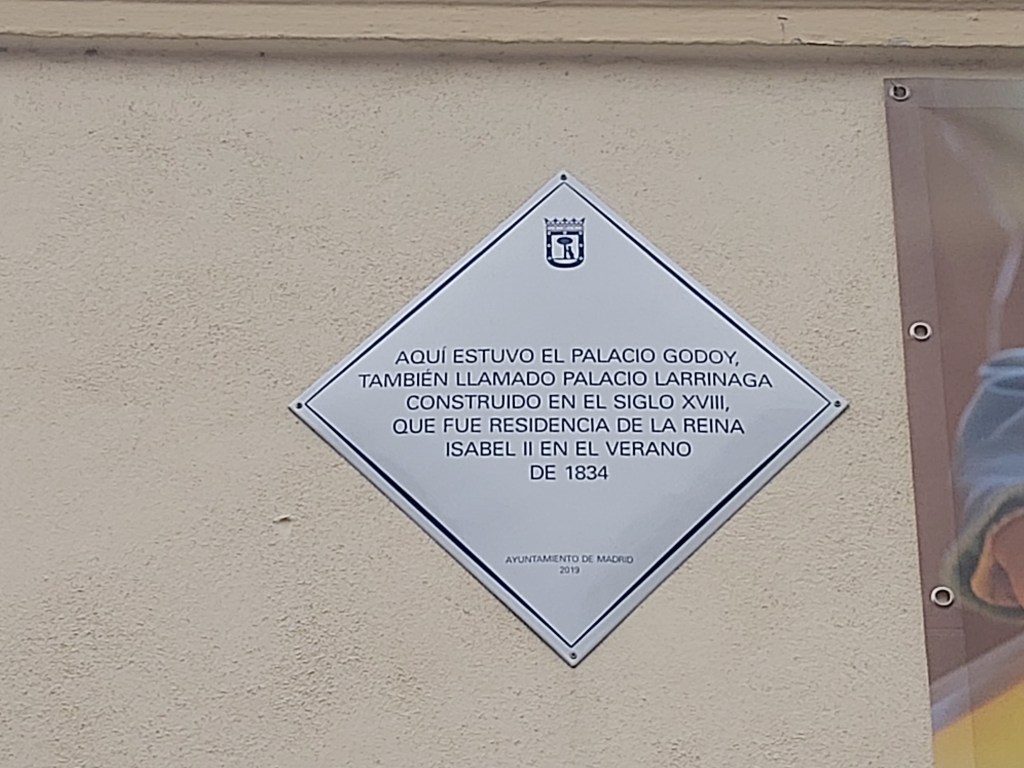 AQUÍ ESTUVO EL PALACIO GODOY,
TAMBIÉN LLAMADO PALACIO LARRINAGA
CONSTRUIDO EN EL SIGLO XVIII,
QUE FUE RESIDENCIA DE LA REINA
ISABEL II EN EL VERANO
DE 1834
AYUNTAMIENTO DE MADRID
2019